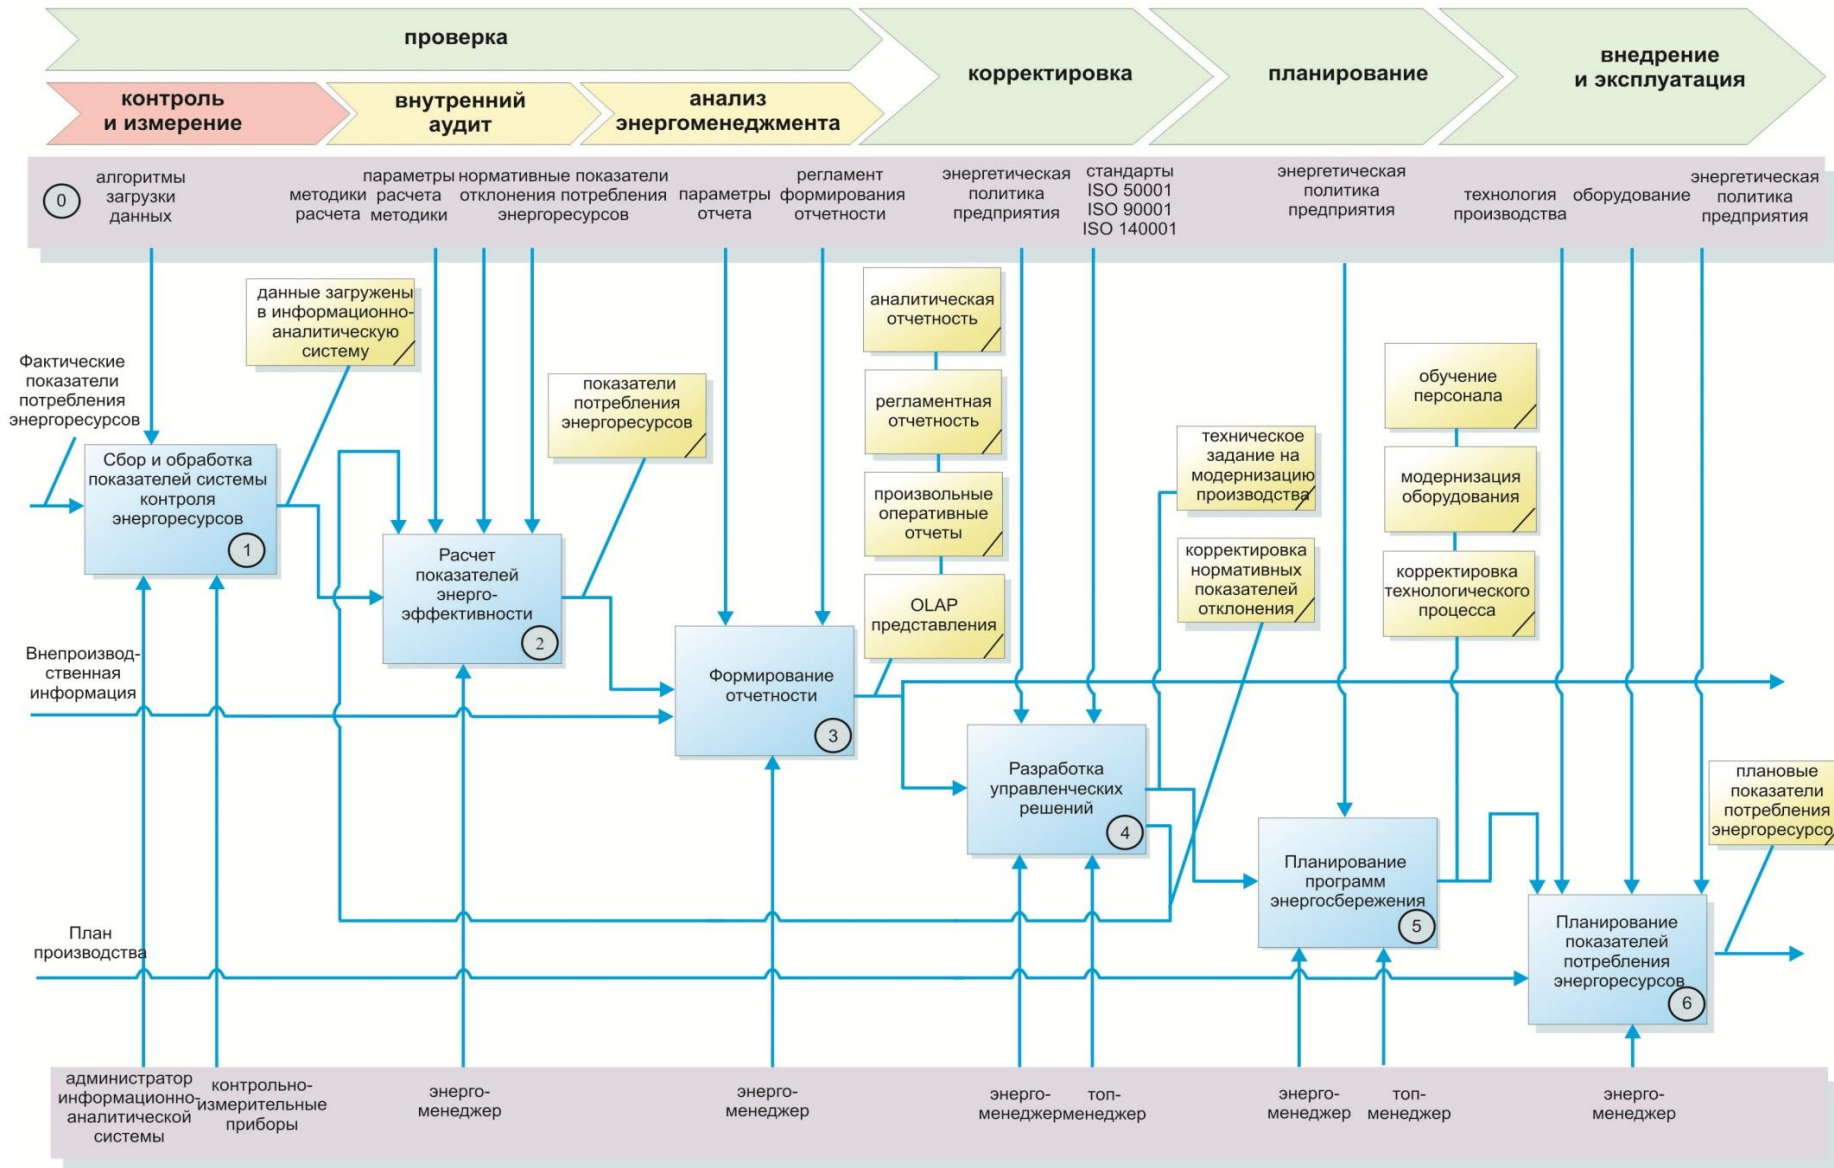 проверка
корректировка
планирование
внедрение
и эксплуатация
контроль
и измерение
внутренний
аудит
анализ
энергоменеджмента
0
алгоритмы
загрузки
данных
методики
расчета
параметры
расчета
методики
нормативные показатели
отклонения потребления
энергоресурсов
параметры
отчета
регламент
формирования
отчетности
энергетическая
политика
предприятия
стандарты
ISO 50001
ISO 90001
ISO 140001
энергетическая
политика
предприятия
технология
производства
оборудование
энергетическая
политика
предприятия
данные загружены
в информационно-
аналитическую
систему
Фактические
показатели
потребления
энергоресурсов
Сбор и обработка
показателей системы
контроля
энергоресурсов
1
показатели
потребления
энергоресурсов
Расчет
показателей
энерго-
эффективности
2
аналитическая
отчетность
регламентная
отчетность
произвольные
оперативные
отчеты
OLAP
представления
техническое
задание на
модернизацию
производства
корректировка
нормативных
показателей
отклонения
обучение
персонала
модернизация
оборудования
корректировка
технологического
процесса
Внепроизвод-
ственная
информация
Формирование
отчетности
3
Разработка
управленческих
решений
4
плановые
показатели
потребления
энергоресурсо
Планирование
программ
энергосбережения
5
План
производства
Планирование
показателей
потребления
энергоресурсов
6
администратор
информационно-
аналитической
системы
контрольно-
измерительные
приборы
энерго-
менеджер
энерго-
менеджер
энерго-
менеджер
топ-
менеджер
энерго-
менеджер
топ-
менеджер
энерго-
менеджер